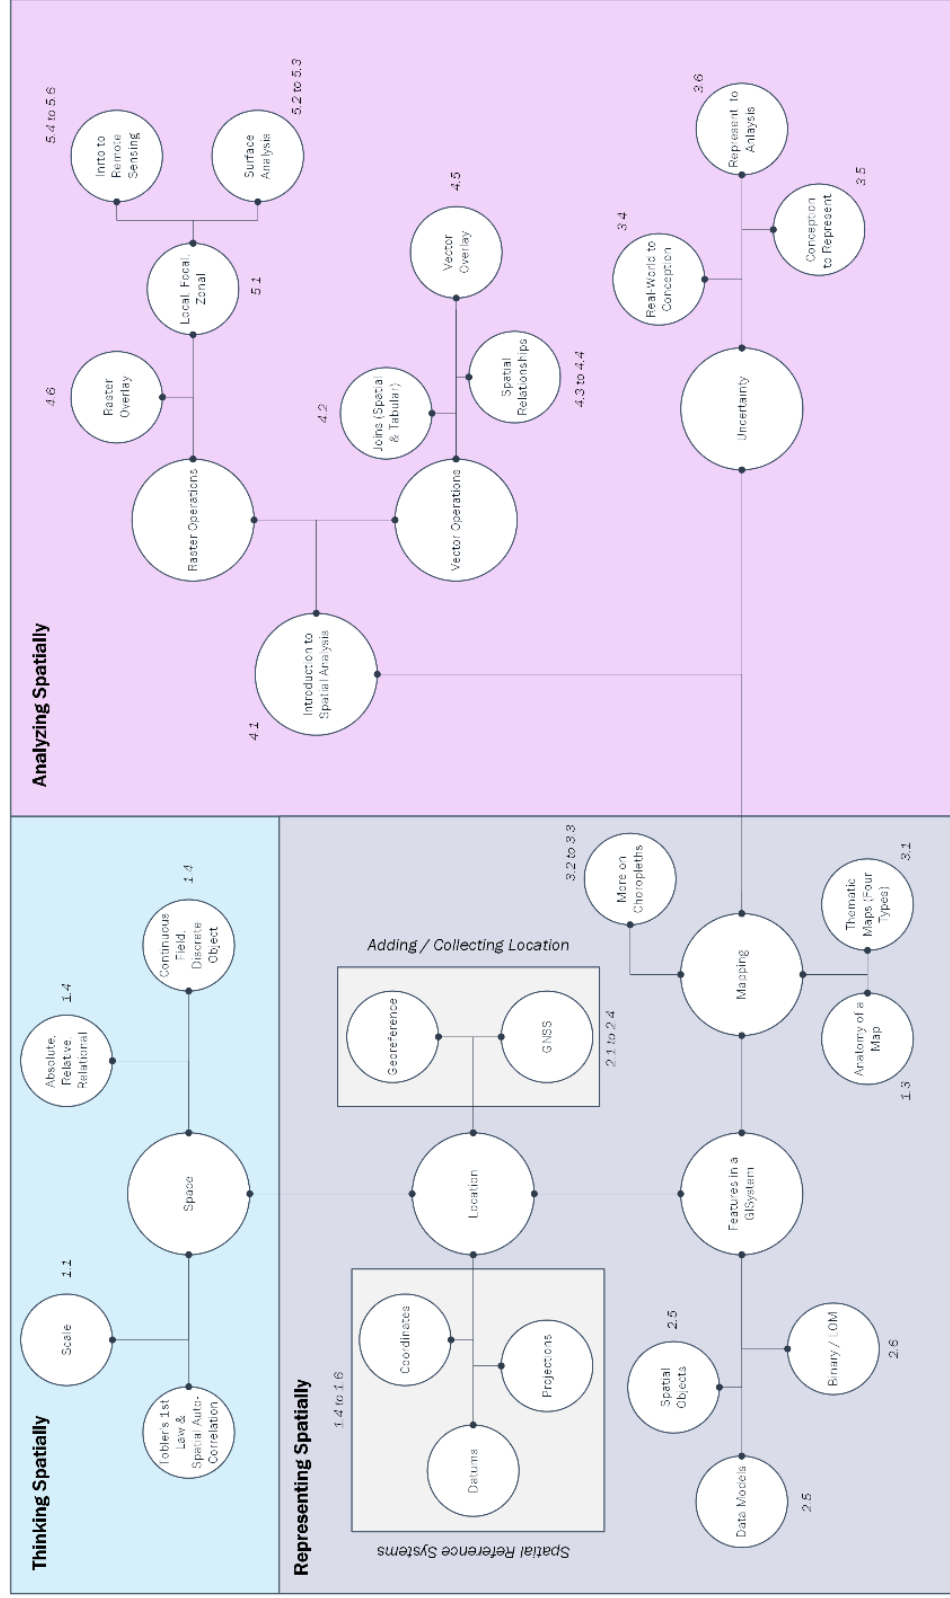 Thinking Spatially
Tobler's 1st
Law &
Spatial Auto-
Correlation
Scale
1.1
Space
Absolute,
Relative,
Relational
1.4
Continuous
Field,
Discrete
Object
1.4
Representing Spatially
Spatial Reference Systems
1.4 to 1.6
Datums
Coordinates
Projections
Location
Adding / Collecting Location
Georeference
GNSS
2.1 to 2.4
Data Models
2.5
Spatial
Objects
2.5
Binary / LOM
2.6
Features in a
GISystem
Mapping
Anatomy of a
Map
1.3
Thematic
Maps (Four
Types)
3.1
More on
Choropleths
3.2 to 3.3
Analyzing Spatially
4.1
Introduction to
Spatial Analysis
Raster Operations
Raster
Overlay
4.6
Local, Focal,
Zonal
5.1
Inrto to
Remote
Sensing
5.4 to 5.6
Surface
Analysis
5.2 to 5.3
Vector Operations
Joins (Spatial
& Tabular)
4.2
Spatial
Relationships
4.3 to 4.4
Vector
Overlay
4.5
Uncertainty
Real-World to
Conception
3.4
Conception
to Represent
3.5
Represent to
Anlaysis
3.6